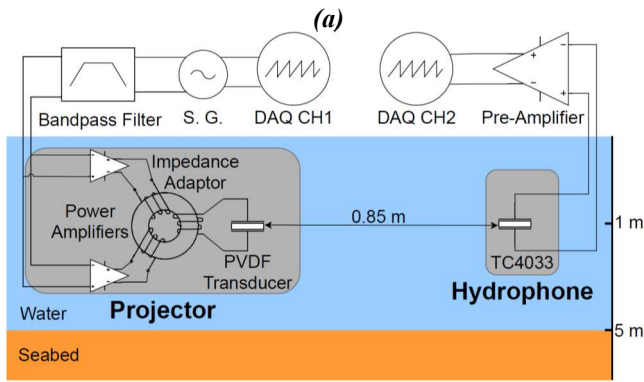 (a)
Bandpass Filter
S. G.
DAQ CH1
DAQ CH2
Pre-Amplifier
Impedance
Adaptor
Power
Amplifiers
PVDF
Transducer
Projector
0.85 m
TC4033
Hydrophone
1 m
Water
5 m
Seabed